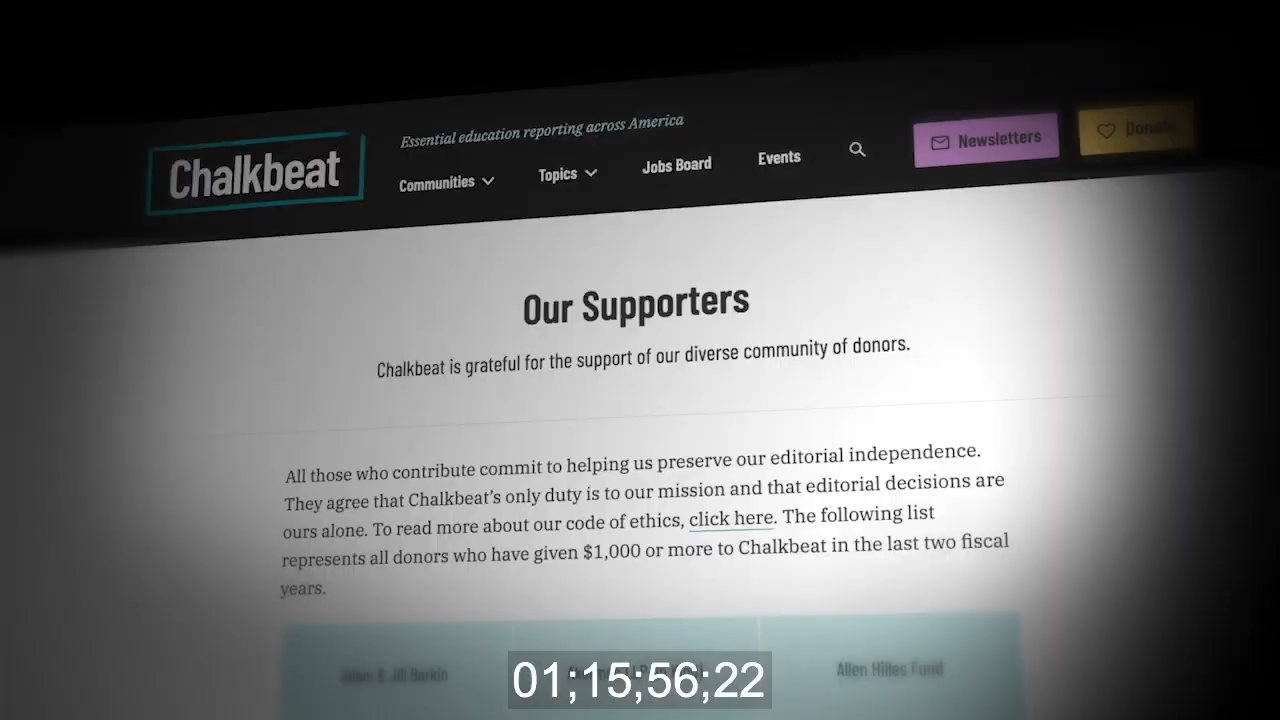 Essential education reporting across America
Chalkbeat
Communities Topics Jobs Board Events Newsletters Donate
Our Supporters
Chalkbeat is grateful for the support of our diverse community of donors.
All those who contribute commit to helping us preserve our editorial independence.
They agree that Chalkbeat's only duty is to our mission and that editorial decisions are
ours alone. To read more about our code of ethics, click here. The following list
represents all donors who have given $1,000 or more to Chalkbeat in the last two fiscal
years.
Adam & Jill Barkin Allen Hilles Fund
01;15;56;22